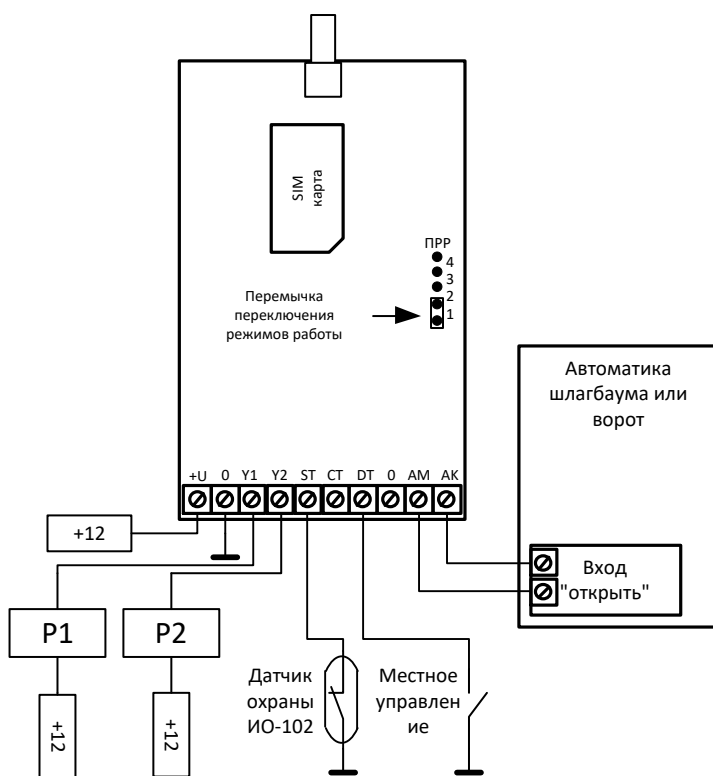 SIM
карта
ПРР
4
3
2
1
Перемычка
переключения
режимов работы
Автоматика
шлагбаума или
ворот
+U 0 Y1 Y2 ST CT DT 0 AM AK
+12
Вход
"открыть"
P1
P2
Датчик
охраны
ИО-102
Местное
управлен
ие
+12
+12